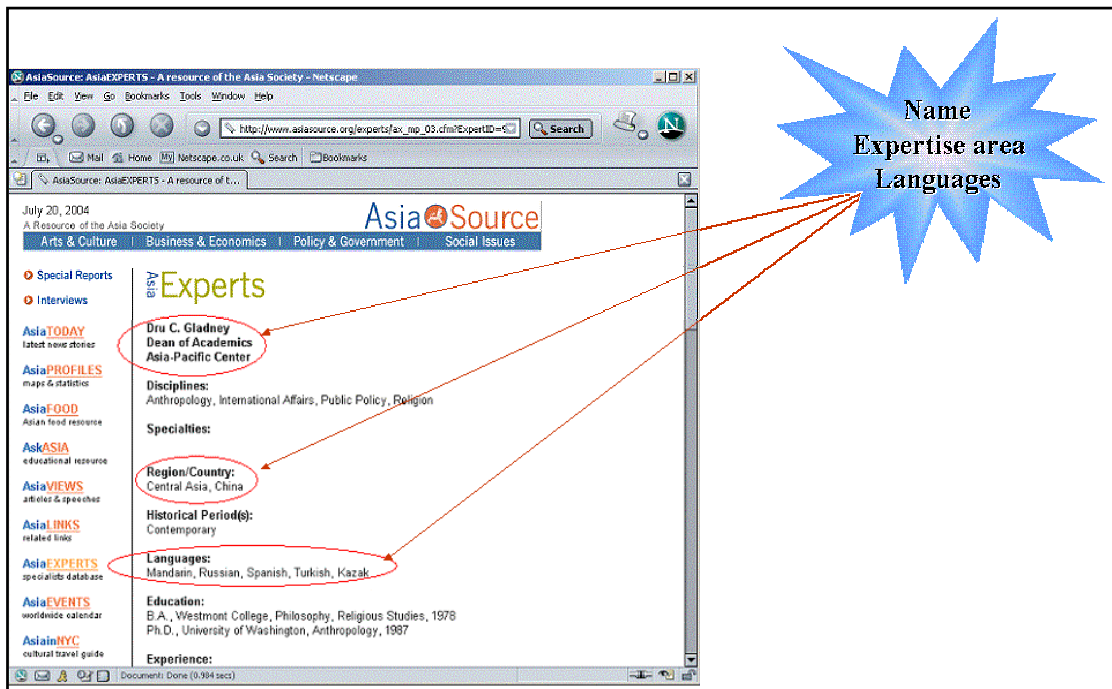 AsiaSource: AsiaEXPERTS - A resource of the Asia Society - Netscape
File Edit View Go Bookmarks Tools Window Help
http://www.asiasource.org/experts/ax_mp_03.cfm?ExpertID=
Search
N
Mail Home My Netscape.co.uk Search Bookmarks
AsiaSource: AsiaEXPERTS - A resource of t...
July 20, 2004
A Resource of the Asia Society
Asia Source
Arts & Culture | Business & Economics | Policy & Government | Social Issues
Special Reports
Interviews
AsiaTODAY
latest news stories
AsiaPROFILES
maps & statistics
AsiaFOOD
Asian food resource
AskASIA
educational resource
AsiaVIEWS
articles & speeches
AsiaLINKS
related links
AsiaEXPERTS
specialists database
AsiaEVENTS
worldwide calendar
AsiainNYC
cultural travel guide
Asia Experts
Dru C. Gladney
Dean of Academics
Asia-Pacific Center
Disciplines:
Anthropology, International Affairs, Public Policy, Religion
Specialties:
Region/Country:
Central Asia, China
Historical Period(s):
Contemporary
Languages:
Mandarin, Russian, Spanish, Turkish, Kazak
Education:
B.A., Westmont College, Philosophy, Religious Studies, 1978
Ph.D., University of Washington, Anthropology, 1987
Experience:
Document: Done (0.984 secs)
Name
Expertise area
Languages